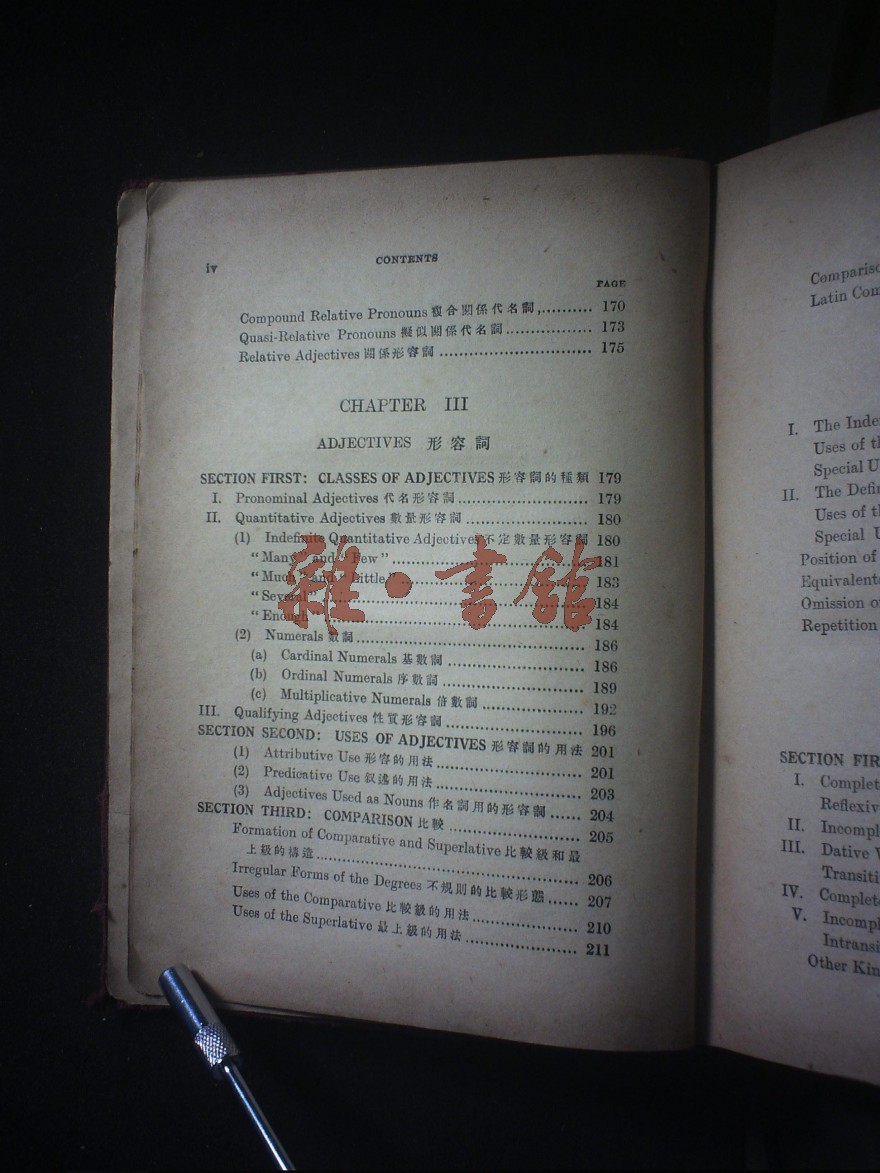 iv
CONTENTS
PAGE
Compound Relative Pronouns 複合關係代名詞,.......... 170
Quasi-Relative Pronouns 擬似關係代名詞.................. 173
Relative Adjectives 關係形容詞 ............................... 175
CHAPTER III
ADJECTIVES 形容詞
SECTION FIRST: CLASSES OF ADJECTIVES 形容詞的種類 179
I. Pronominal Adjectives 代名形容詞............................ 179
II. Quantitative Adjectives 數量形容詞 ......................... 180
(1) Indefinite Quantitative Adjectives 不定數量形容詞 180
"Many" and "Few" ..................................... 181
"Much" and "Little" ..................................... 183
"Several" ..................................... 184
"Enough" ..................................... 184
(2) Numerals 數詞............................................... 186
(a) Cardinal Numerals 基數詞 ............................ 186
(b) Ordinal Numerals 序數詞 ............................. 189
(c) Multiplicative Numerals 倍數詞 ..................... 192
III. Qualifying Adjectives 性質形容詞 ............................ 196
SECTION SECOND: USES OF ADJECTIVES 形容詞的用法 201
(1) Attributive Use 形容的用法.............................. 201
(2) Predicative Use 叙述的用法.............................. 203
(3) Adjectives Used as Nouns 作名詞用的形容詞 ...... 204
SECTION THIRD: COMPARISON 比較 ........................... 205
Formation of Comparative and Superlative 比較級和最
上級的構造..................................................... 206
Irregular Forms of the Degrees 不規則的比較形態...... 207
Uses of the Comparative 比較級的用法...................... 210
Uses of the Superlative 最上級的用法....................... 211
雜·書館
Latin Com
I. The Inde
Uses of t
Special U
II. The Defi
Uses of t
Special U
Position of
Equivalent
Omission o
Repetition
SECTION FIR
I. Complet
Reflexiv
II. Incompl
III. Dative V
Transiti
IV. Complet
V. Incompl
Intransi
Other Kin